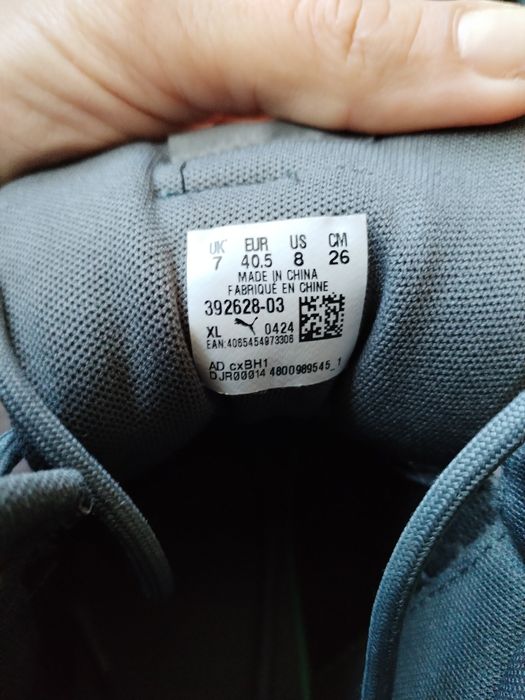 UK EUR US CM
7 40.5 8 26
MADE IN CHINA
FABRIQUÉ EN CHINE
392628-03
XL 0424
EAN:4065454973306
AD cxBH1
DJR00014 4800989545_1